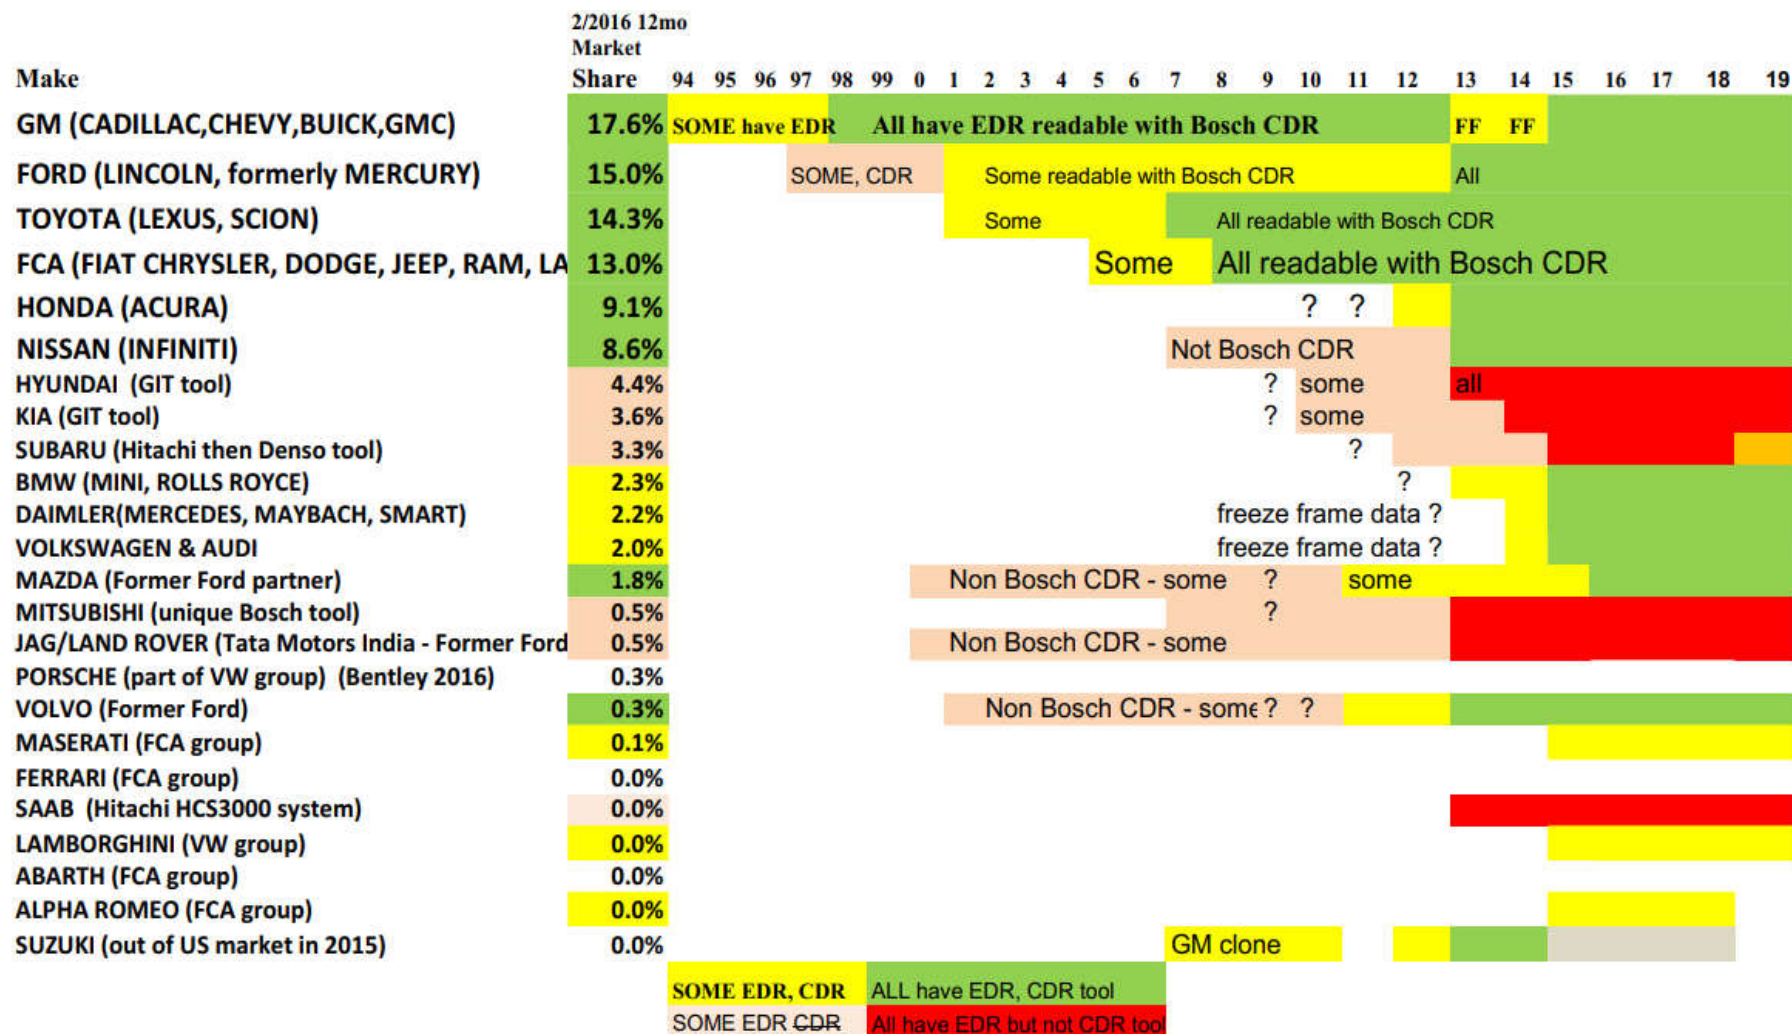 2/2016 12mo
Market
Make Share 94 95 96 97 98 99 0 1 2 3 4 5 6 7 8 9 10 11 12 13 14 15 16 17 18 19
GM (CADILLAC,CHEVY,BUICK,GMC) 17.6% SOME have EDR All have EDR readable with Bosch CDR FF FF
FORD (LINCOLN, formerly MERCURY) 15.0% SOME, CDR Some readable with Bosch CDR All
TOYOTA (LEXUS, SCION) 14.3% Some All readable with Bosch CDR
FCA (FIAT CHRYSLER, DODGE, JEEP, RAM, LA 13.0% Some All readable with Bosch CDR
HONDA (ACURA) 9.1% ? ?
NISSAN (INFINITI) 8.6% Not Bosch CDR
HYUNDAI (GIT tool) 4.4% ? some all
KIA (GIT tool) 3.6% ? some
SUBARU (Hitachi then Denso tool) 3.3% ?
BMW (MINI, ROLLS ROYCE) 2.3% ?
DAIMLER(MERCEDES, MAYBACH, SMART) 2.2% freeze frame data ?
VOLKSWAGEN & AUDI 2.0% freeze frame data ?
MAZDA (Former Ford partner) 1.8% Non Bosch CDR - some ? some
MITSUBISHI (unique Bosch tool) 0.5% ?
JAG/LAND ROVER (Tata Motors India - Former Ford 0.5% Non Bosch CDR - some
PORSCHE (part of VW group) (Bentley 2016) 0.3%
VOLVO (Former Ford) 0.3% Non Bosch CDR - some ? ?
MASERATI (FCA group) 0.1%
FERRARI (FCA group) 0.0%
SAAB (Hitachi HCS3000 system) 0.0%
LAMBORGHINI (VW group) 0.0%
ABARTH (FCA group) 0.0%
ALPHA ROMEO (FCA group) 0.0%
SUZUKI (out of US market in 2015) 0.0% GM clone
SOME EDR, CDR ALL have EDR, CDR tool
SOME EDR CDR All have EDR but not CDR tool